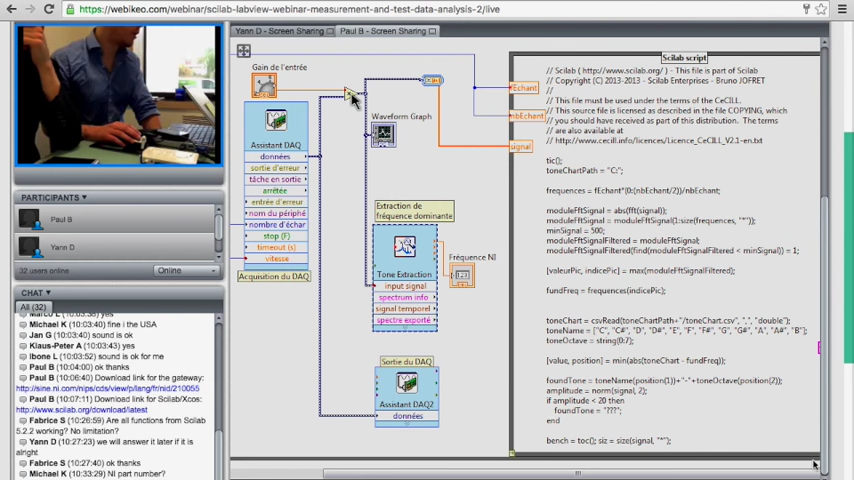 https://webikeo.com/webinar/scilab-labview-webinar-measurement-and-test-data-analysis-2/live
Yann D - Screen Sharing
Paul B - Screen Sharing
PARTICIPANTS
Paul B
Yann D
32 users online
Online
CHAT
All (32)
Michael K (10:03:40) fine i the USA
Jan G (10:03:40) sound is ok
Klaus-Peter A (10:03:40) yes
Ibone L (10:03:52) sound is ok for me
Paul B (10:04:00) ok thanks
Paul B (10:06:40) Download link for the gateway:
http://sine.ni.com/nips/cds/view/p/lang/fr/nid/210055
Paul B (10:07:11) Download link for Scilab/Xcos:
http://www.scilab.org/download/latest
Fabrice S (10:26:59) Are all functions from Scilab
5.2.2 working? No limitation?
Yann D (10:27:23) we will answer it later if it is
alright
Fabrice S (10:27:40) ok thanks
Michael K (10:33:29) NI part number?
Gain de l'entrée
Assistant DAQ
données
sortie d'erreur
tâche en sortie
arrêtée
entrée d'erreur
nom du périphé
nombre d'échar
stop (F)
timeout (s)
vitesse
Acquisition du DAQ
Waveform Graph
Extraction de
fréquence dominante
Tone Extraction
input signal
spectrum info
signal temporel
spectre exporté
Fréquence NI
123
Sortie du DAQ
Assistant DAQ2
données
fEchant
nbEchant
signal
Scilab script
// Scilab ( http://www.scilab.org/ ) - This file is part of Scilab
// Copyright (C) 2013-2013 - Scilab Enterprises - Bruno JOFRET
//
// This file must be used under the terms of the CeCILL.
// This source file is licensed as described in the file COPYING, which
// you should have received as part of this distribution. The terms
// are also available at
// http://www.cecill.info/licences/Licence_CeCILL_V2.1-en.txt
tic();
toneChartPath = "C:";
frequences = fEchant*(0:(nbEchant/2))/nbEchant;
moduleFftSignal = abs(fft(signal));
moduleFftSignal = moduleFftSignal(1:size(frequences, "*"));
minSignal = 500;
moduleFftSignalFiltered = moduleFftSignal;
moduleFftSignalFiltered(find(moduleFftSignalFiltered < minSignal)) = 1;
[valeurPic, indicePic] = max(moduleFftSignalFiltered);
fundFreq = frequences(indicePic);
toneChart = csvRead(toneChartPath+"/toneChart.csv", ",", ".", "double");
toneName = ["C", "C#", "D", "D#", "E", "F", "F#", "G", "G#", "A", "A#", "B"];
toneOctave = string(0:7);
[value, position] = min(abs(toneChart - fundFreq));
foundTone = toneName(position(1))+"-"+toneOctave(position(2));
amplitude = norm(signal, 2);
if amplitude < 20 then
foundTone = "???";
end
bench = toc(); siz = size(signal, "*");